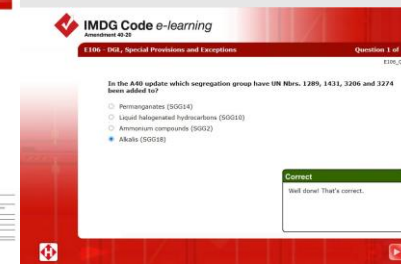 IMDG Code e-learning
Amendment 40-20
E106 - DGL, Special Provisions and Exceptions
Question 1 of
In the A40 update which segregation group have UN Nbrs. 1289, 1431, 3206 and 3274
been added to?
Permanganates (SGG14)
Liquid halogenated hydrocarbons (SGG10)
Ammonium compounds (SGG2)
Alkalis (SGG18)
Correct
Well done! That's correct.